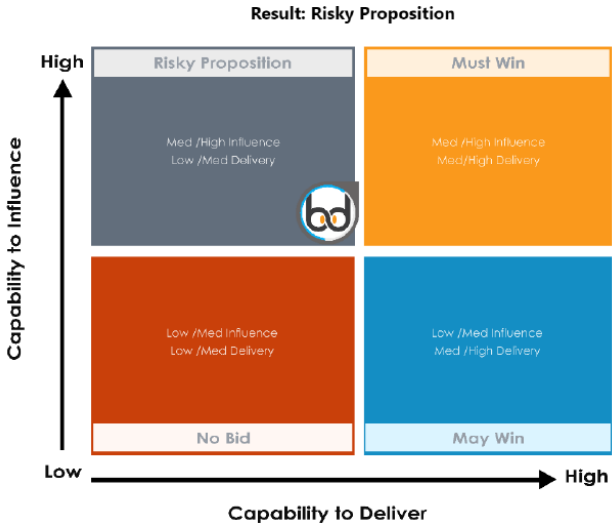 Result: Risky Proposition
High
Risky Proposition
Must Win
Med /High Influence
Low /Med Delivery
Med /High Influence
Med/High Delivery
bd
Capability to Influence
Low /Med Influence
Low /Med Delivery
Low /Med Influence
Med /High Delivery
No Bid
May Win
Low
High
Capability to Deliver